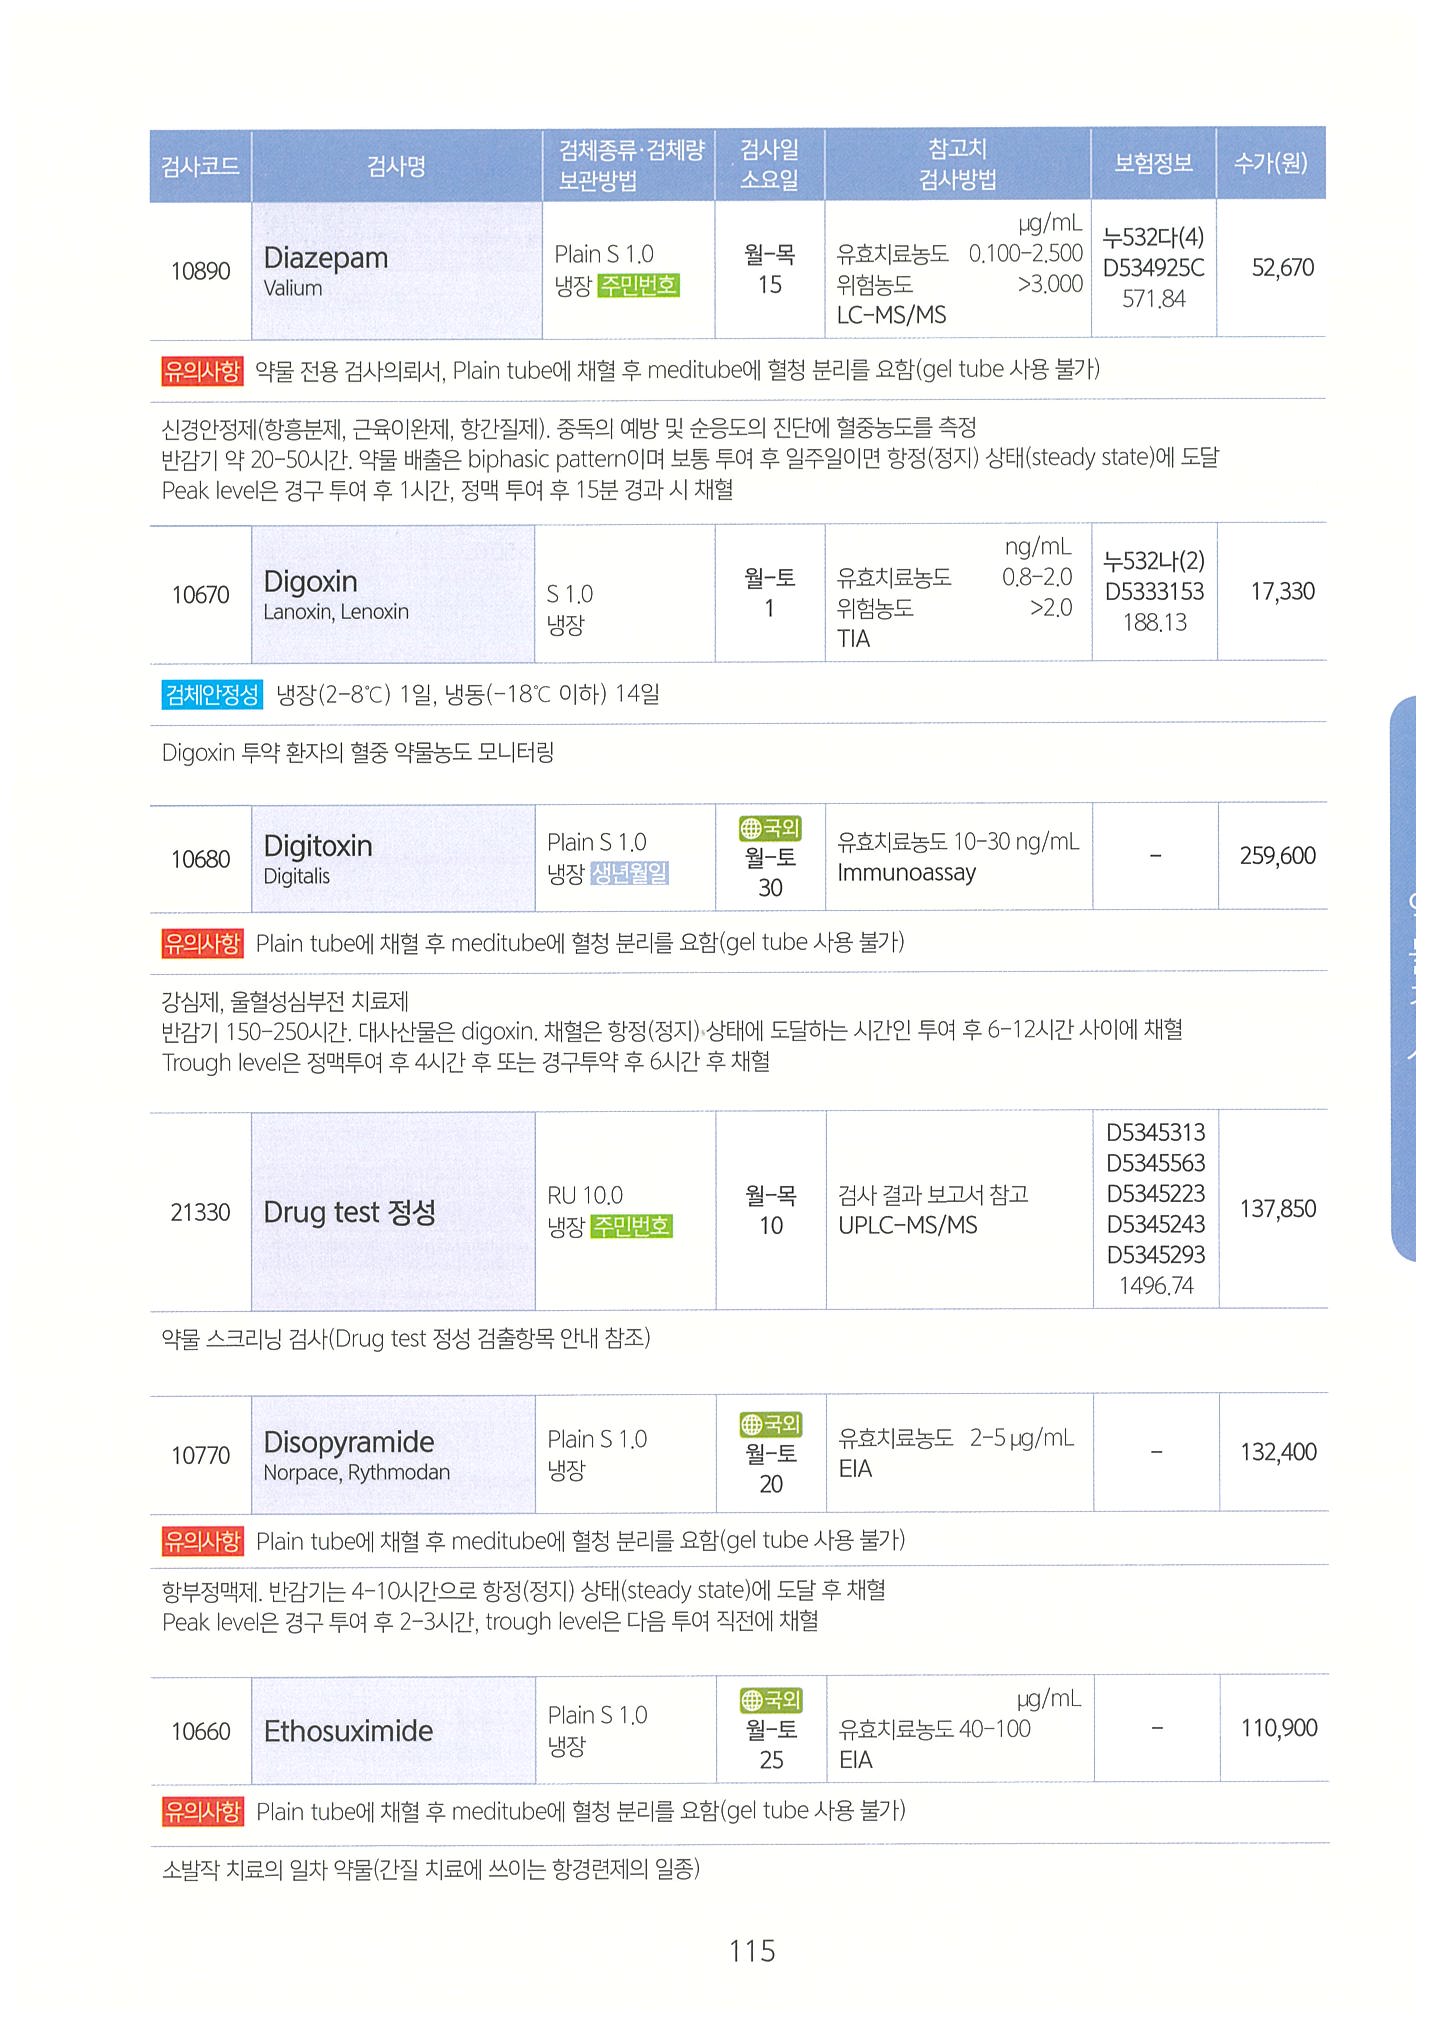 검사코드 검사명 검체종류·검체량 보관방법 검사일 소요일 참고치 검사방법 보험정보 수가(원)
10890
Diazepam
Valium
Plain S 1.0
냉장 주민번호
월-목
15
μg/mL
유효치료농도 0.100-2.500
위험농도 >3.000
LC-MS/MS
누532다(4)
D534925C
571.84
52,670
유의사항 약물 전용 검사의뢰서, Plain tube에 채혈 후 meditube에 혈청 분리를 요함(gel tube 사용 불가)
신경안정제(항흥분제, 근육이완제, 항간질제). 중독의 예방 및 순응도의 진단에 혈중농도를 측정
반감기 약 20-50시간. 약물 배출은 biphasic pattern이며 보통 투여 후 일주일이면 항정(정지) 상태(steady state)에 도달
Peak level은 경구 투여 후 1시간, 정맥 투여 후 15분 경과 시 채혈
10670
Digoxin
Lanoxin, Lenoxin
S 1.0
냉장
월-토
1
ng/mL
유효치료농도 0.8-2.0
위험농도 >2.0
TIA
누532나(2)
D5333153
188.13
17,330
검체안정성 냉장(2-8℃) 1일, 냉동(-18℃ 이하) 14일
Digoxin 투약 환자의 혈중 약물농도 모니터링
10680
Digitoxin
Digitalis
Plain S 1.0
냉장 생년월일
국외
월-토
30
유효치료농도 10-30 ng/mL
Immunoassay
-
259,600
유의사항 Plain tube에 채혈 후 meditube에 혈청 분리를 요함(gel tube 사용 불가)
강심제, 울혈성심부전 치료제
반감기 150-250시간. 대사산물은 digoxin. 채혈은 항정(정지) 상태에 도달하는 시간인 투여 후 6-12시간 사이에 채혈
Trough level은 정맥투여 후 4시간 후 또는 경구투약 후 6시간 후 채혈
21330
Drug test 정성
RU 10.0
냉장 주민번호
월-목
10
검사 결과 보고서 참고
UPLC-MS/MS
D5345313
D5345563
D5345223
D5345243
D5345293
1496.74
137,850
약물 스크리닝 검사(Drug test 정성 검출항목 안내 참조)
10770
Disopyramide
Norpace, Rythmodan
Plain S 1.0
냉장
국외
월-토
20
유효치료농도 2-5 μg/mL
EIA
-
132,400
유의사항 Plain tube에 채혈 후 meditube에 혈청 분리를 요함(gel tube 사용 불가)
항부정맥제. 반감기는 4-10시간으로 항정(정지) 상태(steady state)에 도달 후 채혈
Peak level은 경구 투여 후 2-3시간, trough level은 다음 투여 직전에 채혈
10660
Ethosuximide
Plain S 1.0
냉장
국외
월-토
25
μg/mL
유효치료농도 40-100
EIA
-
110,900
유의사항 Plain tube에 채혈 후 meditube에 혈청 분리를 요함(gel tube 사용 불가)
소발작 치료의 일차 약물(간질 치료에 쓰이는 항경련제의 일종)
115